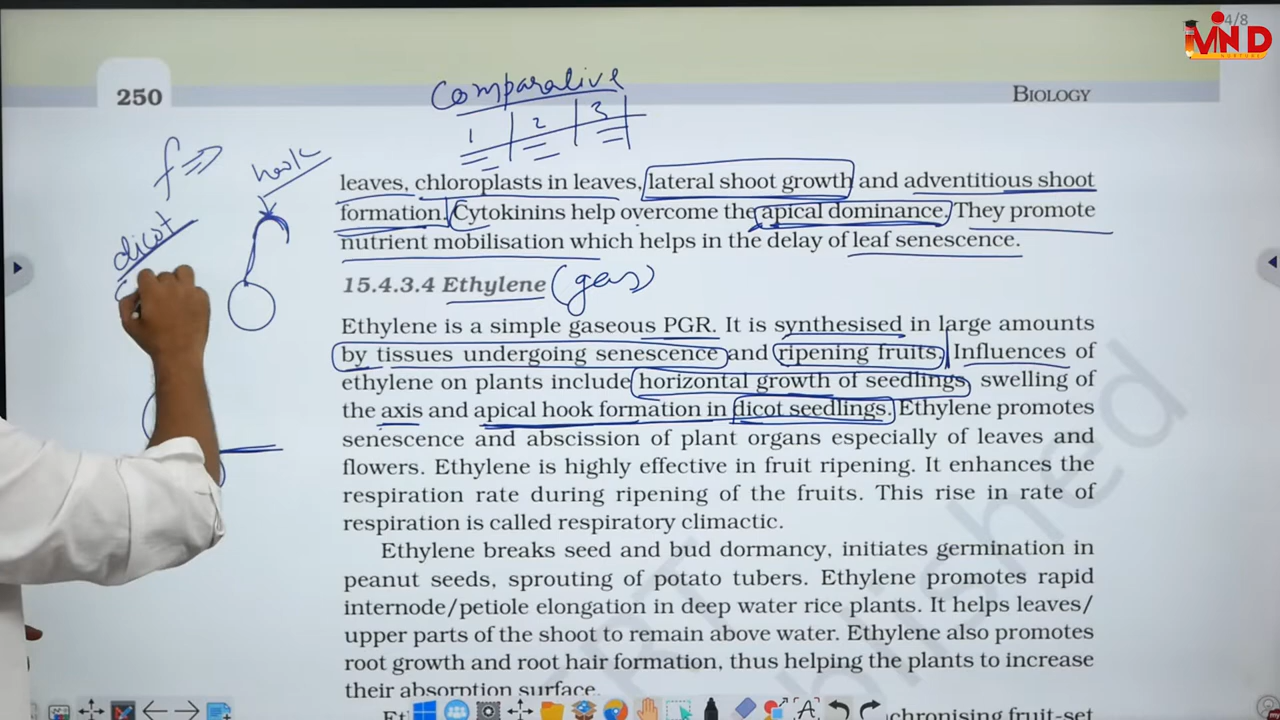 4/8
MIND
250
BIOLOGY
Comparative
1 2 3
f ⇒
hook
dicot
leaves, chloroplasts in leaves, lateral shoot growth and adventitious shoot
formation. Cytokinins help overcome the apical dominance. They promote
nutrient mobilisation which helps in the delay of leaf senescence.
15.4.3.4 Ethylene (gas)
Ethylene is a simple gaseous PGR. It is synthesised in large amounts
by tissues undergoing senescence and ripening fruits. Influences of
ethylene on plants include horizontal growth of seedlings, swelling of
the axis and apical hook formation in dicot seedlings. Ethylene promotes
senescence and abscission of plant organs especially of leaves and
flowers. Ethylene is highly effective in fruit ripening. It enhances the
respiration rate during ripening of the fruits. This rise in rate of
respiration is called respiratory climactic.
Ethylene breaks seed and bud dormancy, initiates germination in
peanut seeds, sprouting of potato tubers. Ethylene promotes rapid
internode/petiole elongation in deep water rice plants. It helps leaves/
upper parts of the shoot to remain above water. Ethylene also promotes
root growth and root hair formation, thus helping the plants to increase
their absorption surface.
chronising fruit-set